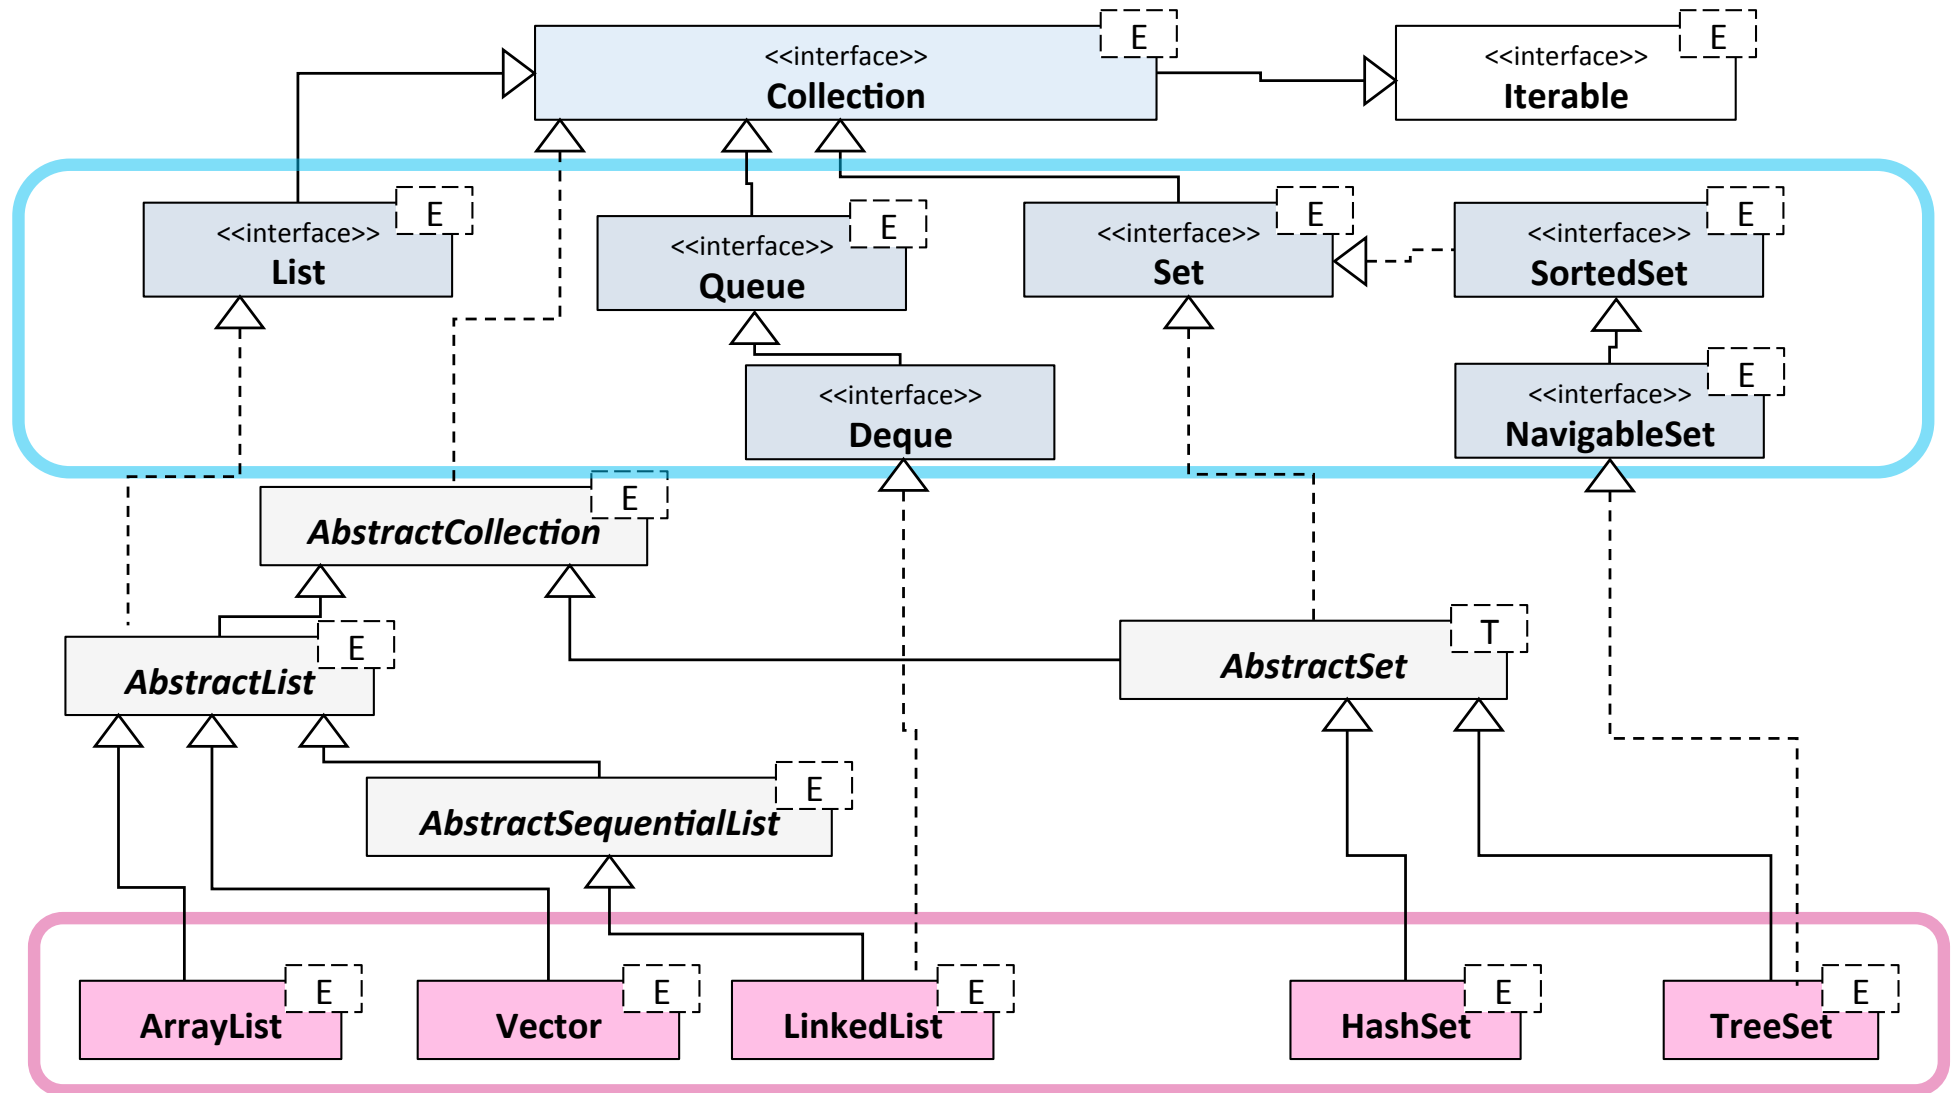 E
<<interface>>
Collection
E
<<interface>>
Iterable
E
<<interface>>
List
E
<<interface>>
Queue
E
<<interface>>
Set
E
<<interface>>
SortedSet
<<interface>>
Deque
E
<<interface>>
NavigableSet
E
AbstractCollection
E
AbstractList
T
AbstractSet
E
AbstractSequentialList
E
ArrayList
E
Vector
E
LinkedList
E
HashSet
E
TreeSet